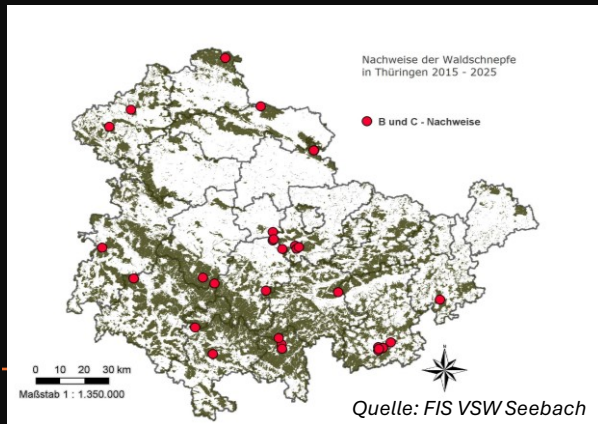 Nachweise der Waldschnepfe
in Thüringen 2015 - 2025
B und C - Nachweise
0 10 20 30 km
Maßstab 1 : 1.350.000
N
Quelle: FIS VSW Seebach